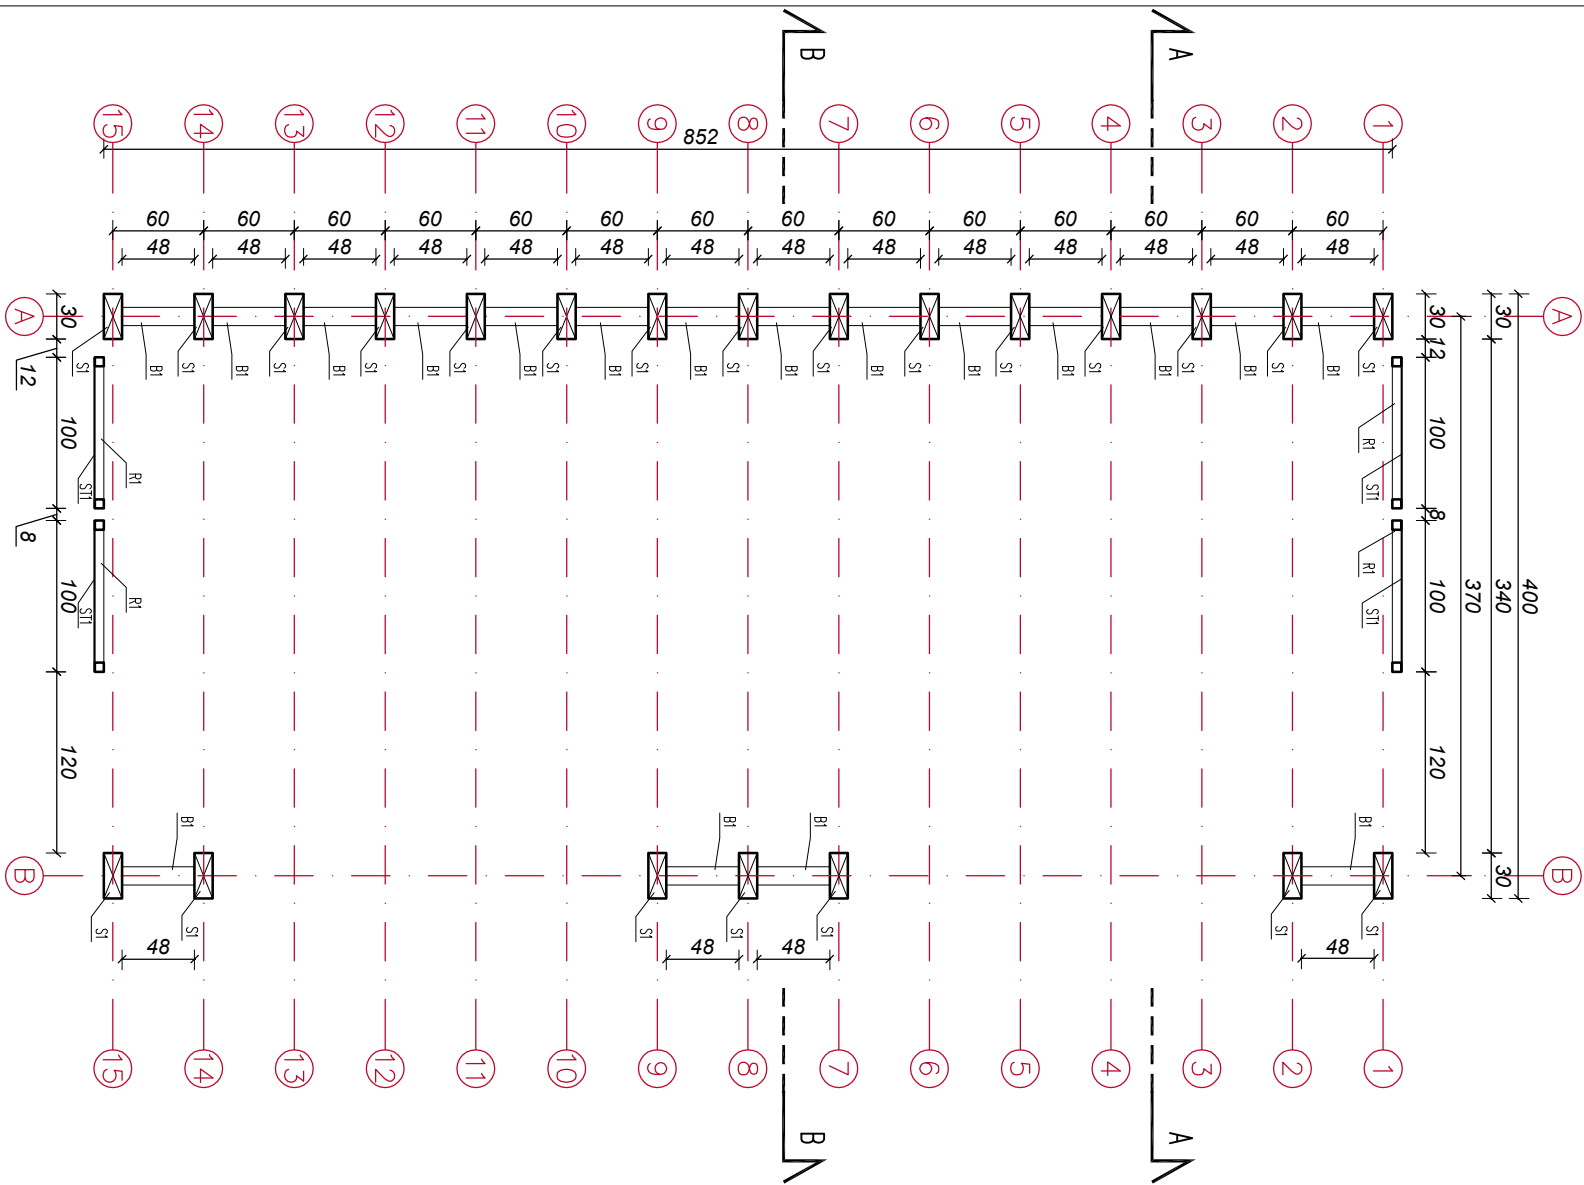 B A
15 14 13 12 11 10 9 8 7 6 5 4 3 2 1
852
60 60 60 60 60 60 60 60 60 60 60 60 60 60
48 48 48 48 48 48 48 48 48 48 48 48 48 48
A 30 30 30 A
12 12
S1 B1 S1 B1 S1 B1 S1 B1 S1 B1 S1 B1 S1 B1 S1 B1 S1 B1 S1 B1 S1 B1 S1 B1 S1 B1 S1 B1 S1
100 R1 ST1 R1 ST1 100
8 8
100 R1 ST1 R1 ST1 100 370 340 400
120 120
B1 B1 B1 B1
B 30 B
S1 S1 S1 S1 S1 S1 S1
48 48 48 48
15 14 13 12 11 10 9 8 7 6 5 4 3 2 1
B A